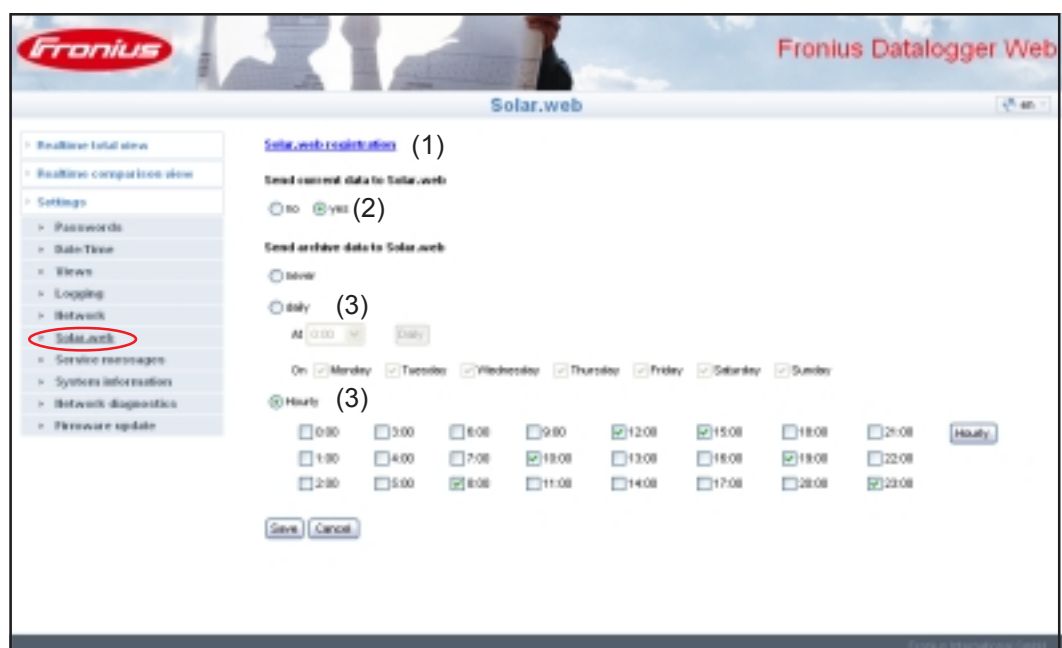 Fronius
Fronius Datalogger Web
Solar.web
en
Realtime total view
Realtime comparison view
Settings
Passwords
Date/Time
Views
Logging
Network
Solar.web
Service messages
System information
Network diagnostics
Firmware update
Solar.web registration (1)
Send current data to Solar.web
no yes (2)
Send archive data to Solar.web
never
daily (3)
At 0:00 Daily
On Monday Tuesday Wednesday Thursday Friday Saturday Sunday
Hourly (3)
0:00 3:00 6:00 9:00 12:00 15:00 18:00 21:00 Hourly
1:00 4:00 7:00 10:00 13:00 16:00 19:00 22:00
2:00 5:00 8:00 11:00 14:00 17:00 20:00 23:00
Save Cancel
Fronius International GmbH